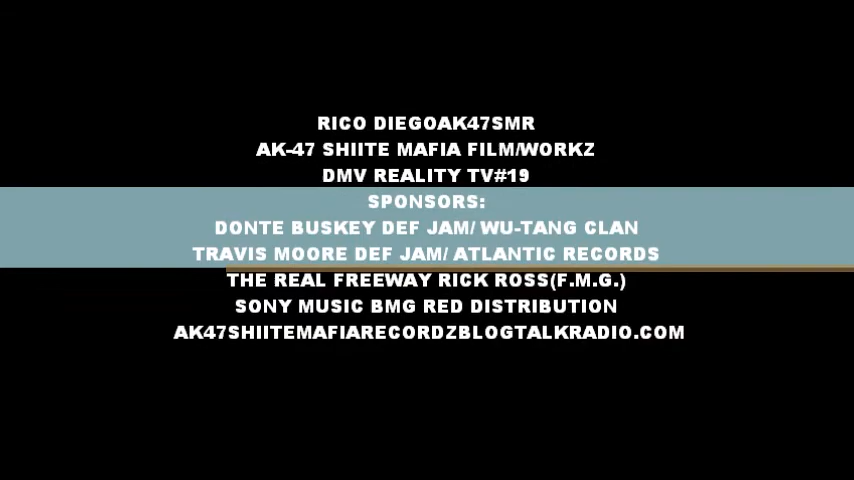 RICO DIEGOAK47SMR
AK-47 SHIITE MAFIA FILM/WORKZ
DMV REALITY TV#19
SPONSORS:
DONTE BUSKEY DEF JAM/ WU-TANG CLAN
TRAVIS MOORE DEF JAM/ ATLANTIC RECORDS
THE REAL FREEWAY RICK ROSS(F.M.G.)
SONY MUSIC BMG RED DISTRIBUTION
AK47SHIITEMAFIARECORDZBLOGTALKRADIO.COM